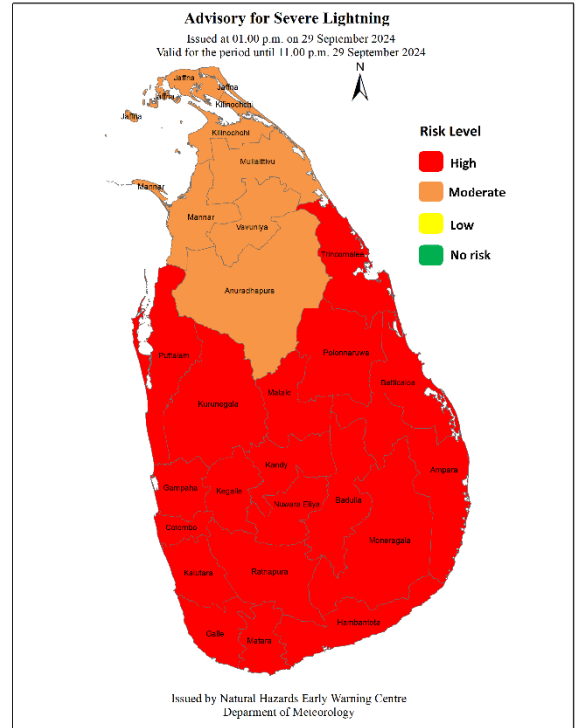 Advisory for Severe Lightning
Issued at 01.00 p.m. on 29 September 2024
Valid for the period until 11.00 p.m. 29 September 2024
N
Jaffna
Jaffna
Jaffna
Kilinochchi
Jaffna
Kilinochchi
Mullaittivu
Risk Level
High
Moderate
Low
No risk
Mannar
Mannar
Vavuniya
Trincomalee
Anuradhapura
Puttalam
Polonnaruwa
Batticaloa
Kurunegala
Matale
Kandy
Ampara
Gampaha
Kegalle
Nuwara Eliya
Badulla
Colombo
Moneragala
Kalutara
Ratnapura
Hambantota
Galle
Matara
Issued by Natural Hazards Early Warning Centre
Deparment of Meteorology